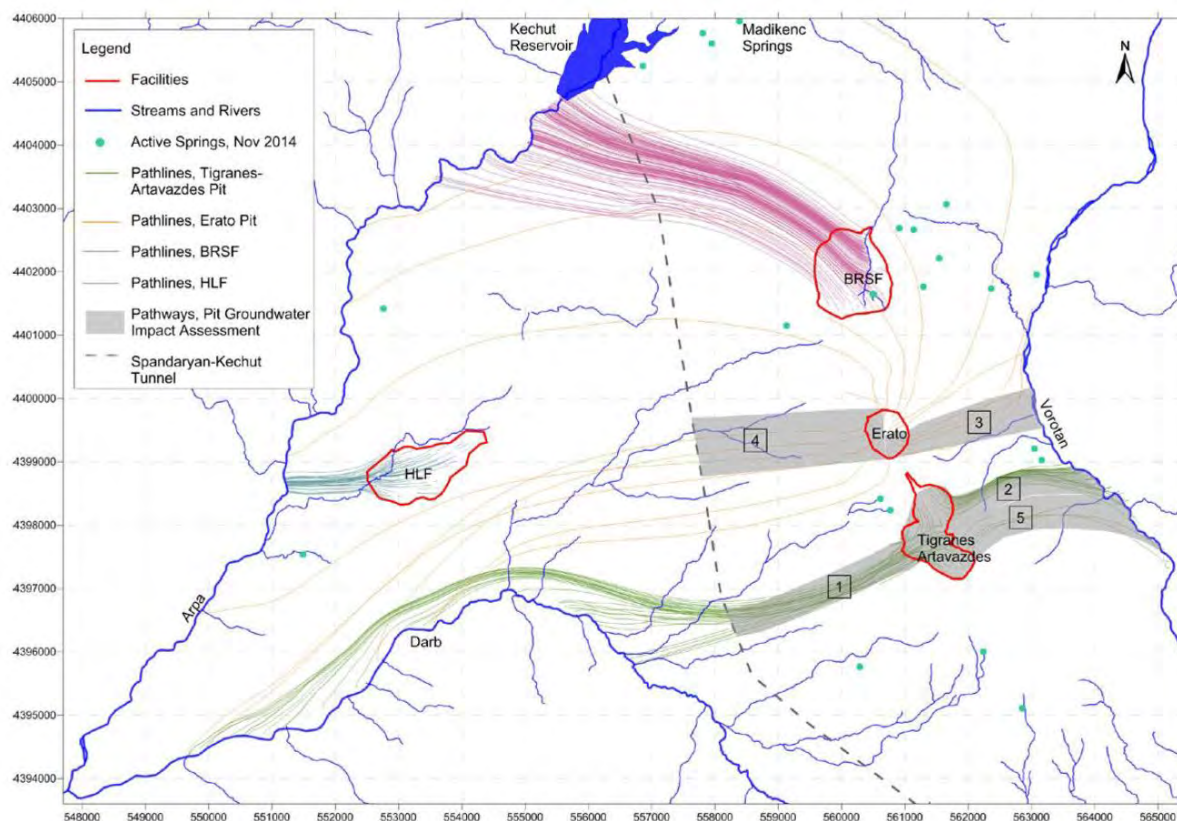 4406000
4405000
4404000
4403000
4402000
4401000
4400000
4399000
4398000
4397000
4396000
4395000
4394000
Legend
Facilities
Streams and Rivers
Active Springs, Nov 2014
Pathlines, Tigranes-
Artavazdes Pit
Pathlines, Erato Pit
Pathlines, BRSF
Pathlines, HLF
Pathways, Pit Groundwater
Impact Assessment
Spandaryan-Kechut
Tunnel
Kechut
Reservoir
Madikenc
Springs
N
BRSF
Vorotan
Erato
3
4
HLF
2
5
Tigranes
Artavazdes
1
Arpa
Darb
548000 549000 550000 551000 552000 553000 554000 555000 556000 557000 558000 559000 560000 561000 562000 563000 564000 565000